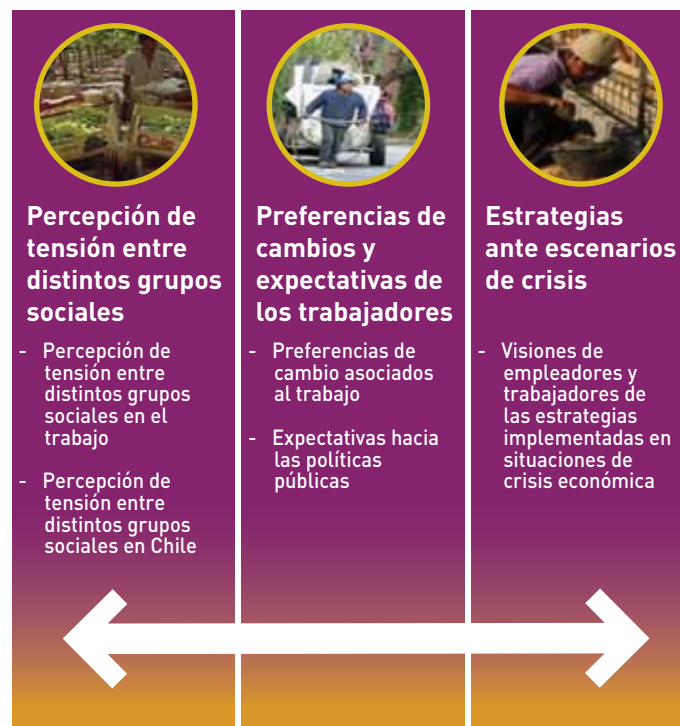 Percepción de
tensión entre
distintos grupos
sociales
- Percepción de
tensión entre
distintos grupos
sociales en el
trabajo
- Percepción de
tensión entre
distintos grupos
sociales en Chile
Preferencias de
cambios y
expectativas de
los trabajadores
- Preferencias de
cambio asociados
al trabajo
- Expectativas hacia
las políticas
públicas
Estrategias
ante escenarios
de crisis
- Visiones de
empleadores y
trabajadores de
las estrategias
implementadas en
situaciones de
crisis económica